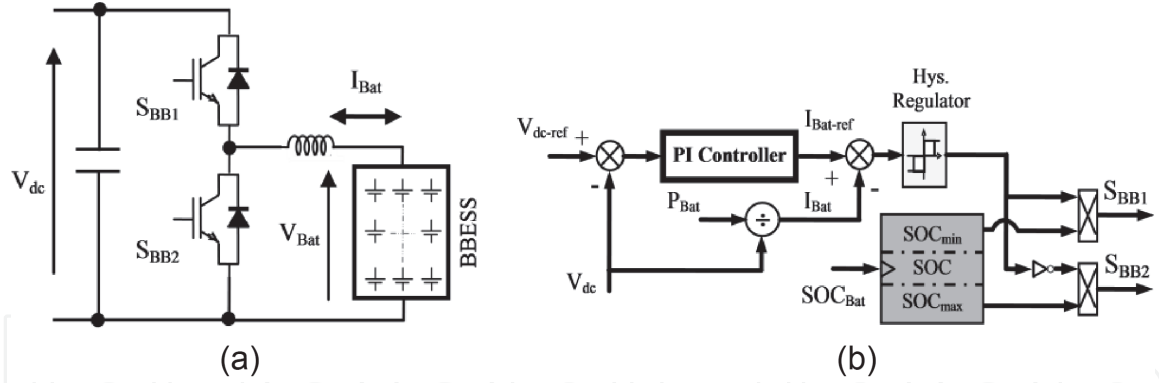 V_dc
S_BB1
S_BB2
I_Bat
V_Bat
BBESS
(a)
V_dc-ref
+
-
PI Controller
I_Bat-ref
+
-
Hys.
Regulator
P_Bat
÷
I_Bat
V_dc
SOC_Bat
SOC_min
SOC
SOC_max
S_BB1
S_BB2
(b)